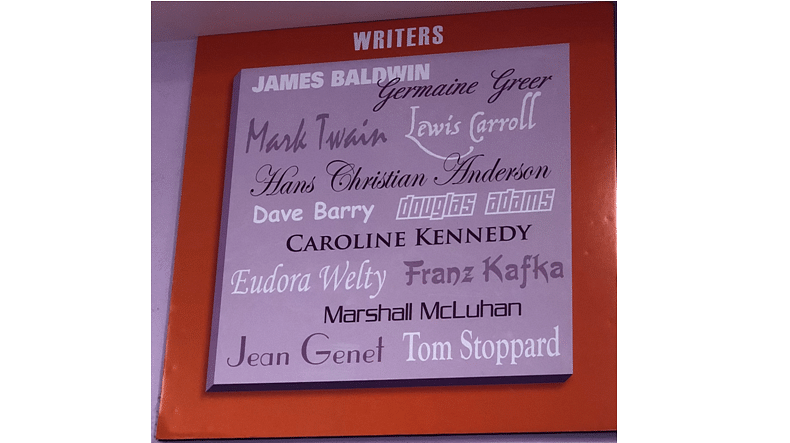 WRITERS
JAMES BALDWIN
Germaine Greer
Mark Twain
Lewis Carroll
Hans Christian Anderson
Dave Barry
douglas adams
CAROLINE KENNEDY
Eudora Welty
Franz Kafka
Marshall McLuhan
Jean Genet
Tom Stoppard